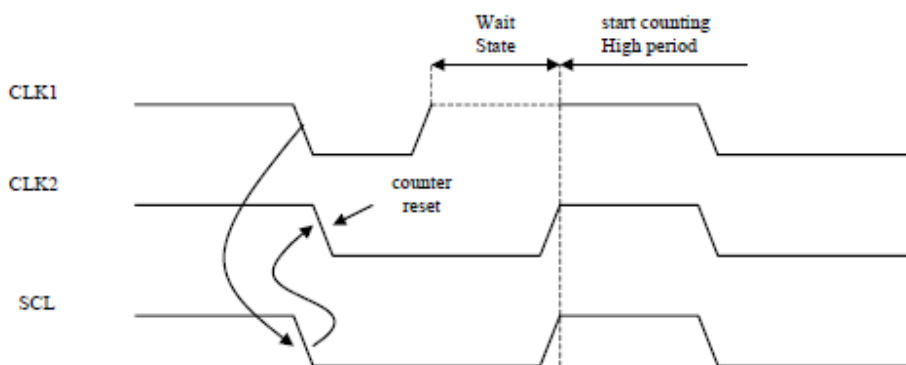 Wait
State
start counting
High period
CLK1
CLK2
counter
reset
SCL